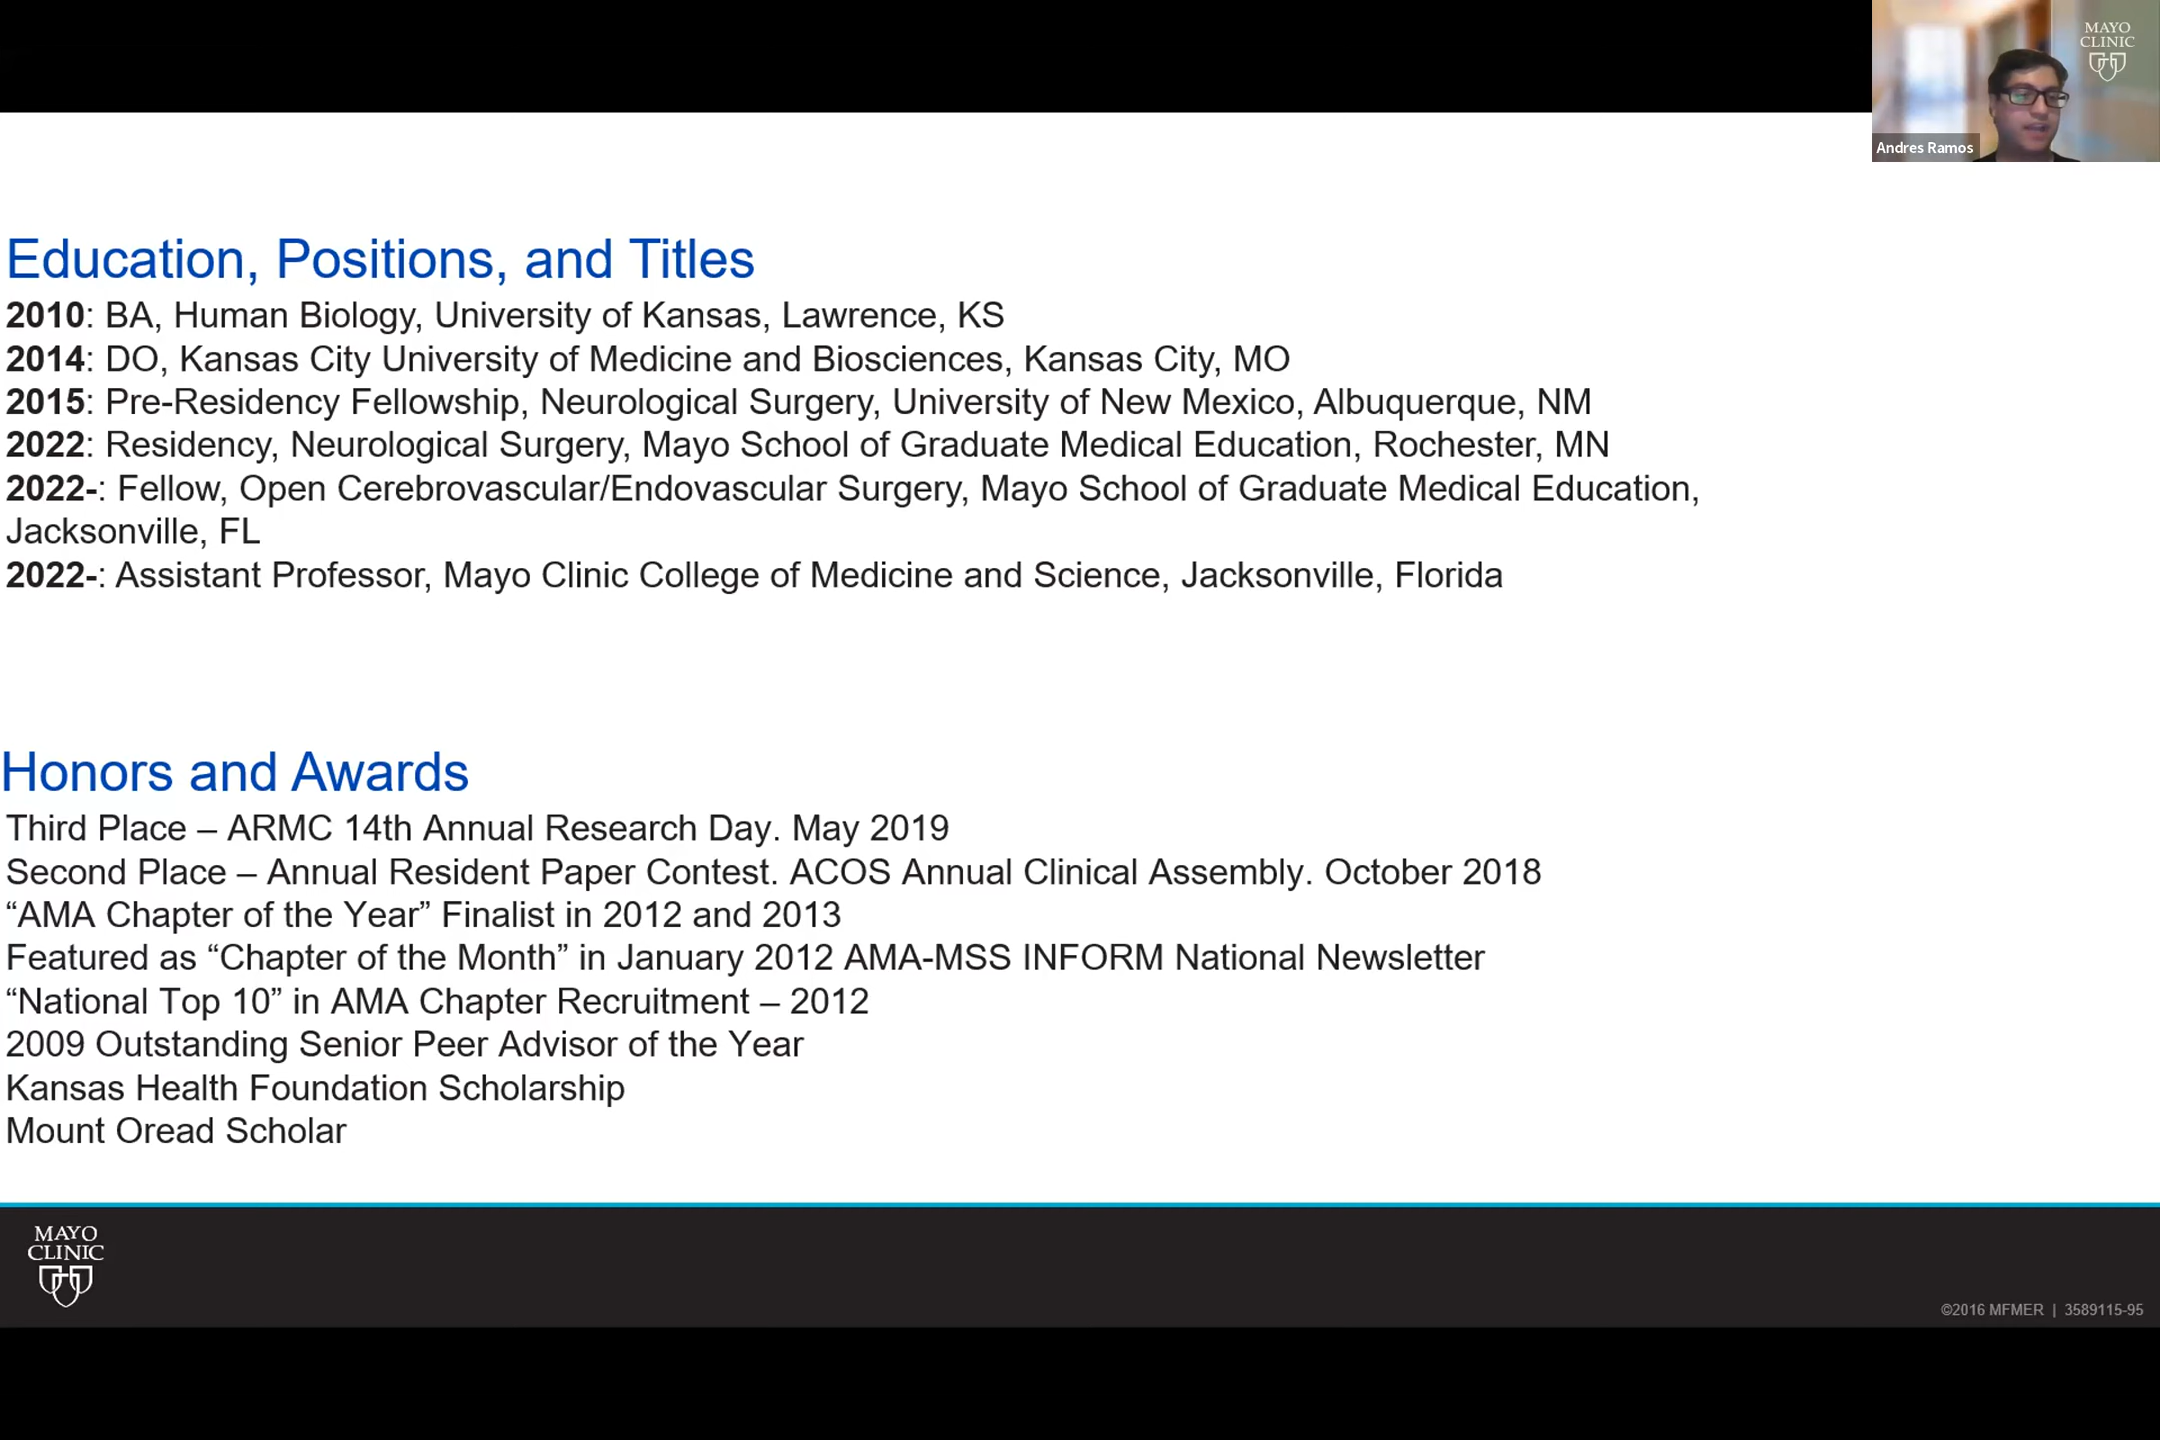 MAYO
CLINIC
Andres Ramos
Education, Positions, and Titles
2010: BA, Human Biology, University of Kansas, Lawrence, KS
2014: DO, Kansas City University of Medicine and Biosciences, Kansas City, MO
2015: Pre-Residency Fellowship, Neurological Surgery, University of New Mexico, Albuquerque, NM
2022: Residency, Neurological Surgery, Mayo School of Graduate Medical Education, Rochester, MN
2022-: Fellow, Open Cerebrovascular/Endovascular Surgery, Mayo School of Graduate Medical Education,
Jacksonville, FL
2022-: Assistant Professor, Mayo Clinic College of Medicine and Science, Jacksonville, Florida
Honors and Awards
Third Place – ARMC 14th Annual Research Day. May 2019
Second Place – Annual Resident Paper Contest. ACOS Annual Clinical Assembly. October 2018
“AMA Chapter of the Year” Finalist in 2012 and 2013
Featured as “Chapter of the Month” in January 2012 AMA-MSS INFORM National Newsletter
“National Top 10” in AMA Chapter Recruitment – 2012
2009 Outstanding Senior Peer Advisor of the Year
Kansas Health Foundation Scholarship
Mount Oread Scholar
MAYO
CLINIC
©2016 MFMER | 3589115-95